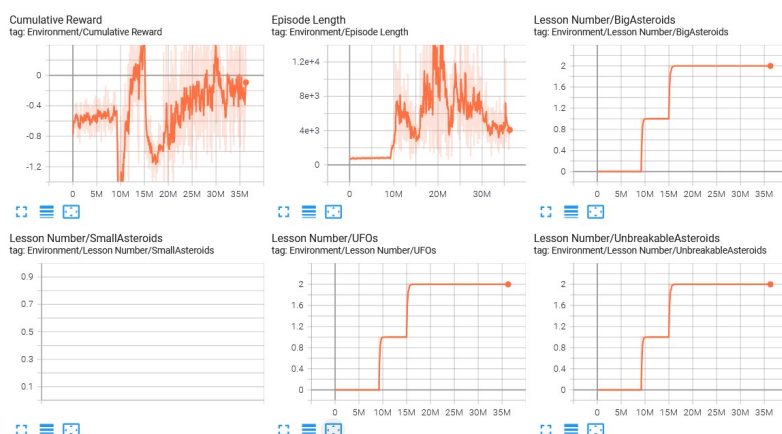 Cumulative Reward
tag: Environment/Cumulative Reward
0
-0.4
-0.8
-1.2
0 5M 10M 15M 20M 25M 30M 35M
Episode Length
tag: Environment/Episode Length
1.2e+4
8e+3
4e+3
0
0 10M 20M 30M
Lesson Number/BigAsteroids
tag: Environment/Lesson Number/BigAsteroids
2
1.6
1.2
0.8
0.4
0
0 5M 10M 15M 20M 25M 30M 35M
Lesson Number/SmallAsteroids
tag: Environment/Lesson Number/SmallAsteroids
0.9
0.7
0.5
0.3
0.1
Lesson Number/UFOs
tag: Environment/Lesson Number/UFOs
2
1.6
1.2
0.8
0.4
0
0 5M 10M 15M 20M 25M 30M 35M
Lesson Number/UnbreakableAsteroids
tag: Environment/Lesson Number/UnbreakableAsteroids
2
1.6
1.2
0.8
0.4
0
0 5M 10M 15M 20M 25M 30M 35M